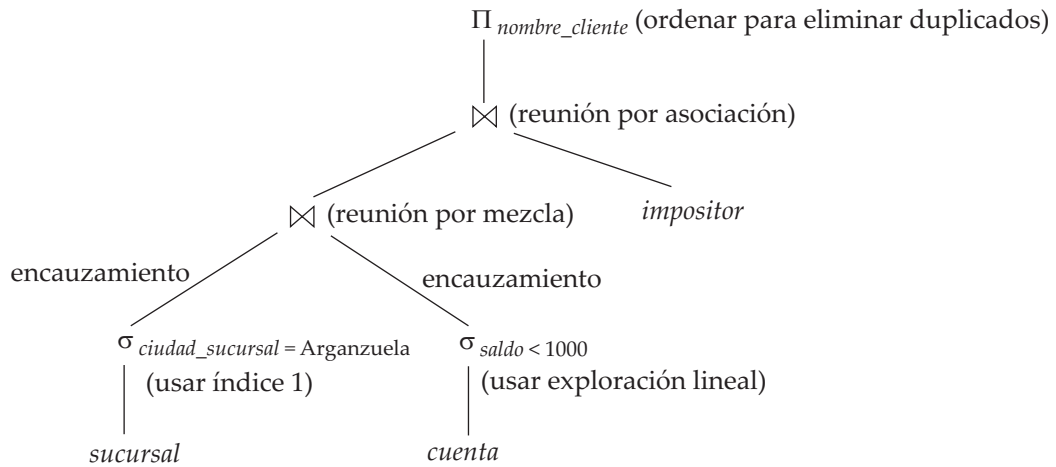 Π nombre_cliente (ordenar para eliminar duplicados)
⋈ (reunión por asociación)
⋈ (reunión por mezcla)
impositor
encauzamiento
encauzamiento
σ ciudad_sucursal = Arganzuela
σ saldo < 1000
(usar índice 1)
(usar exploración lineal)
sucursal
cuenta